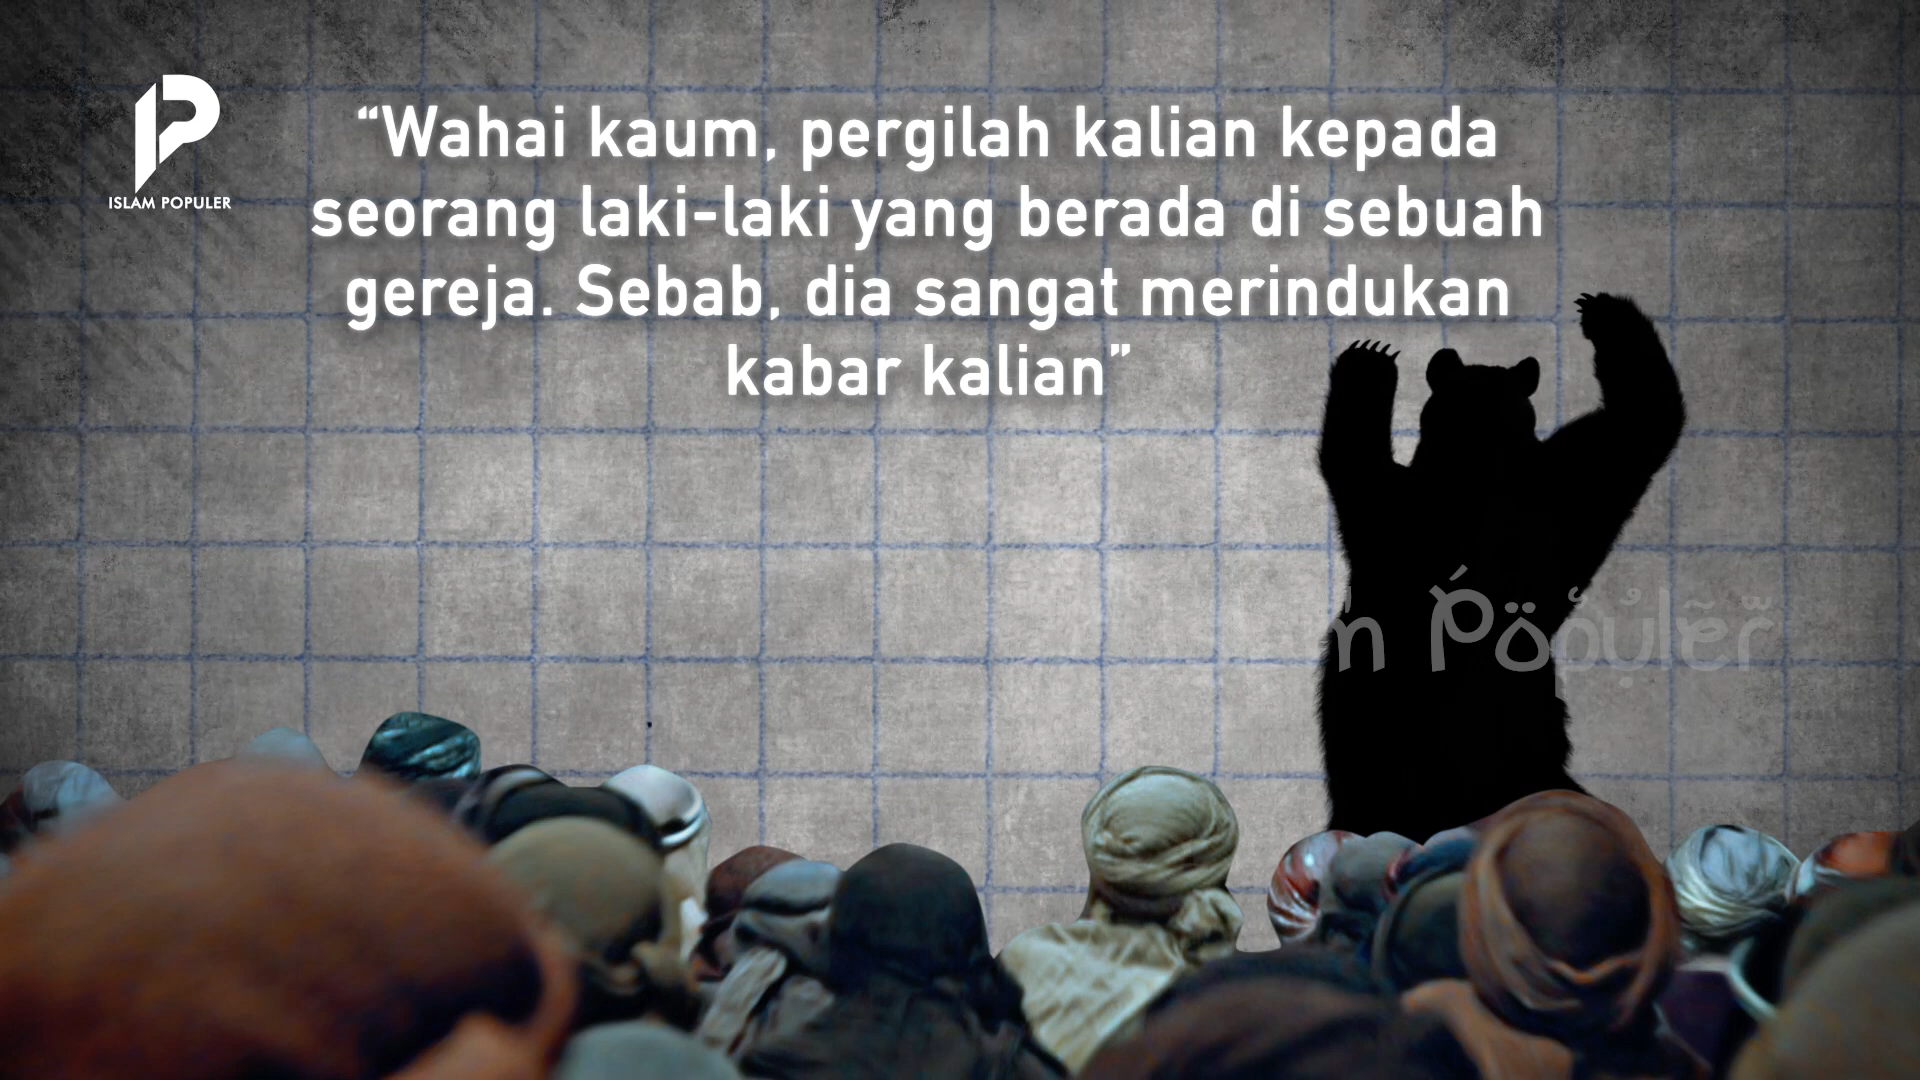 ISLAM POPULER
“Wahai kaum, pergilah kalian kepada
seorang laki-laki yang berada di sebuah
gereja. Sebab, dia sangat merindukan
kabar kalian”
Populer